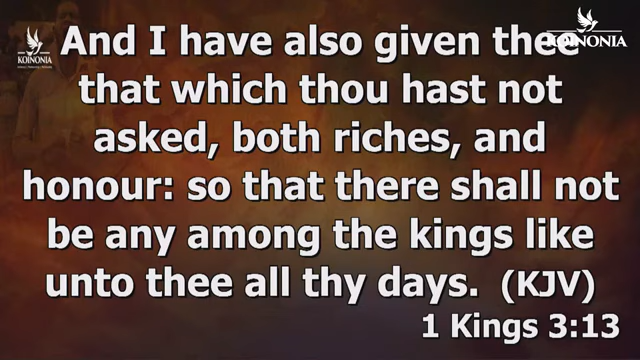 And I have also given thee
that which thou hast not
asked, both riches, and
honour: so that there shall not
be any among the kings like
unto thee all thy days. (KJV)
1 Kings 3:13
KOINONIA
KOINONIA